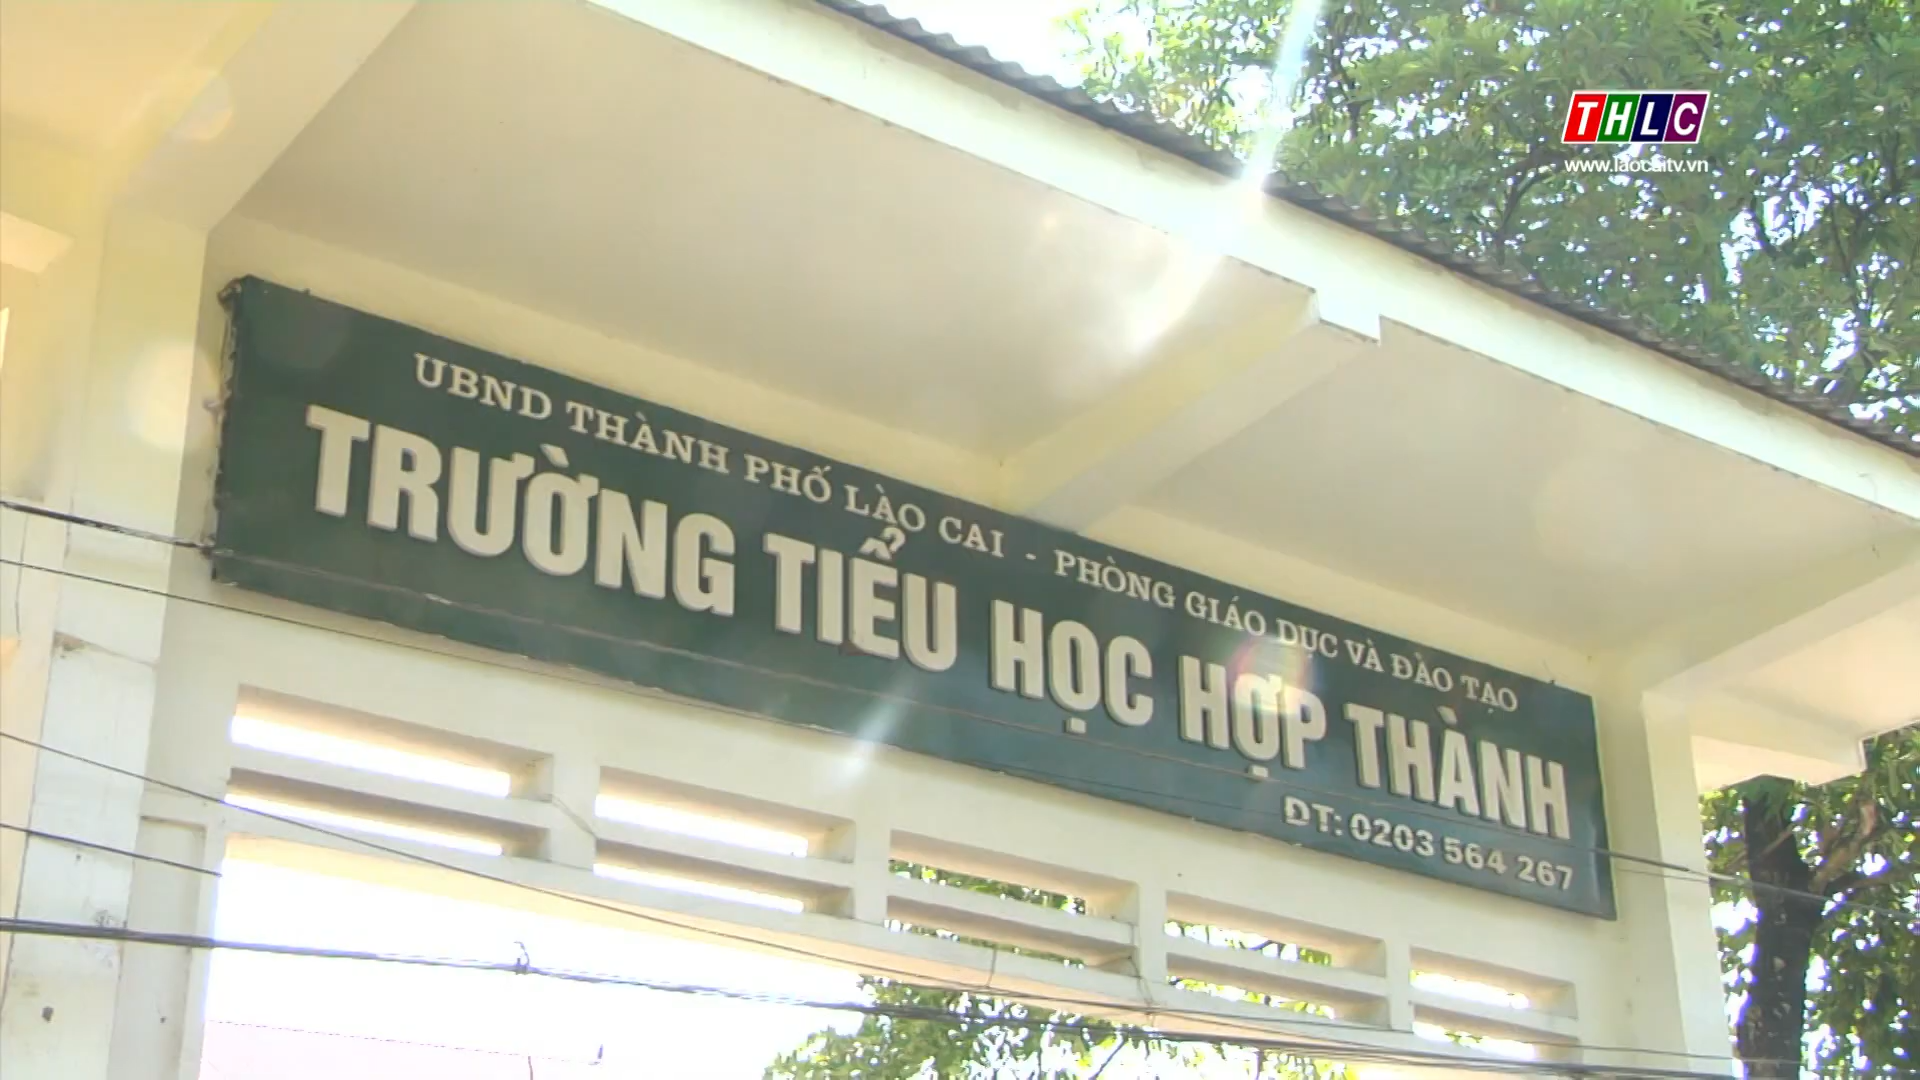 THLC
www.laocaitv.vn
UBND THÀNH PHỐ LÀO CAI - PHÒNG GIÁO DỤC VÀ ĐÀO TẠO
TRƯỜNG TIỂU HỌC HỢP THÀNH
ĐT: 0203 564 267